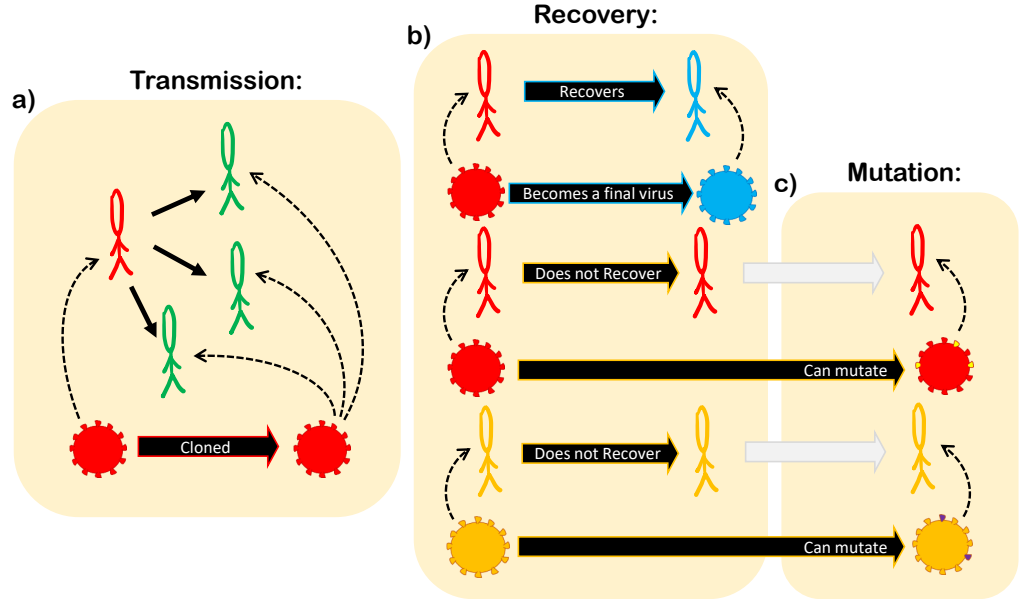 Recovery:
b)
Transmission:
a)
Recovers
Becomes a final virus
c)
Mutation:
Does not Recover
Can mutate
Cloned
Does not Recover
Can mutate